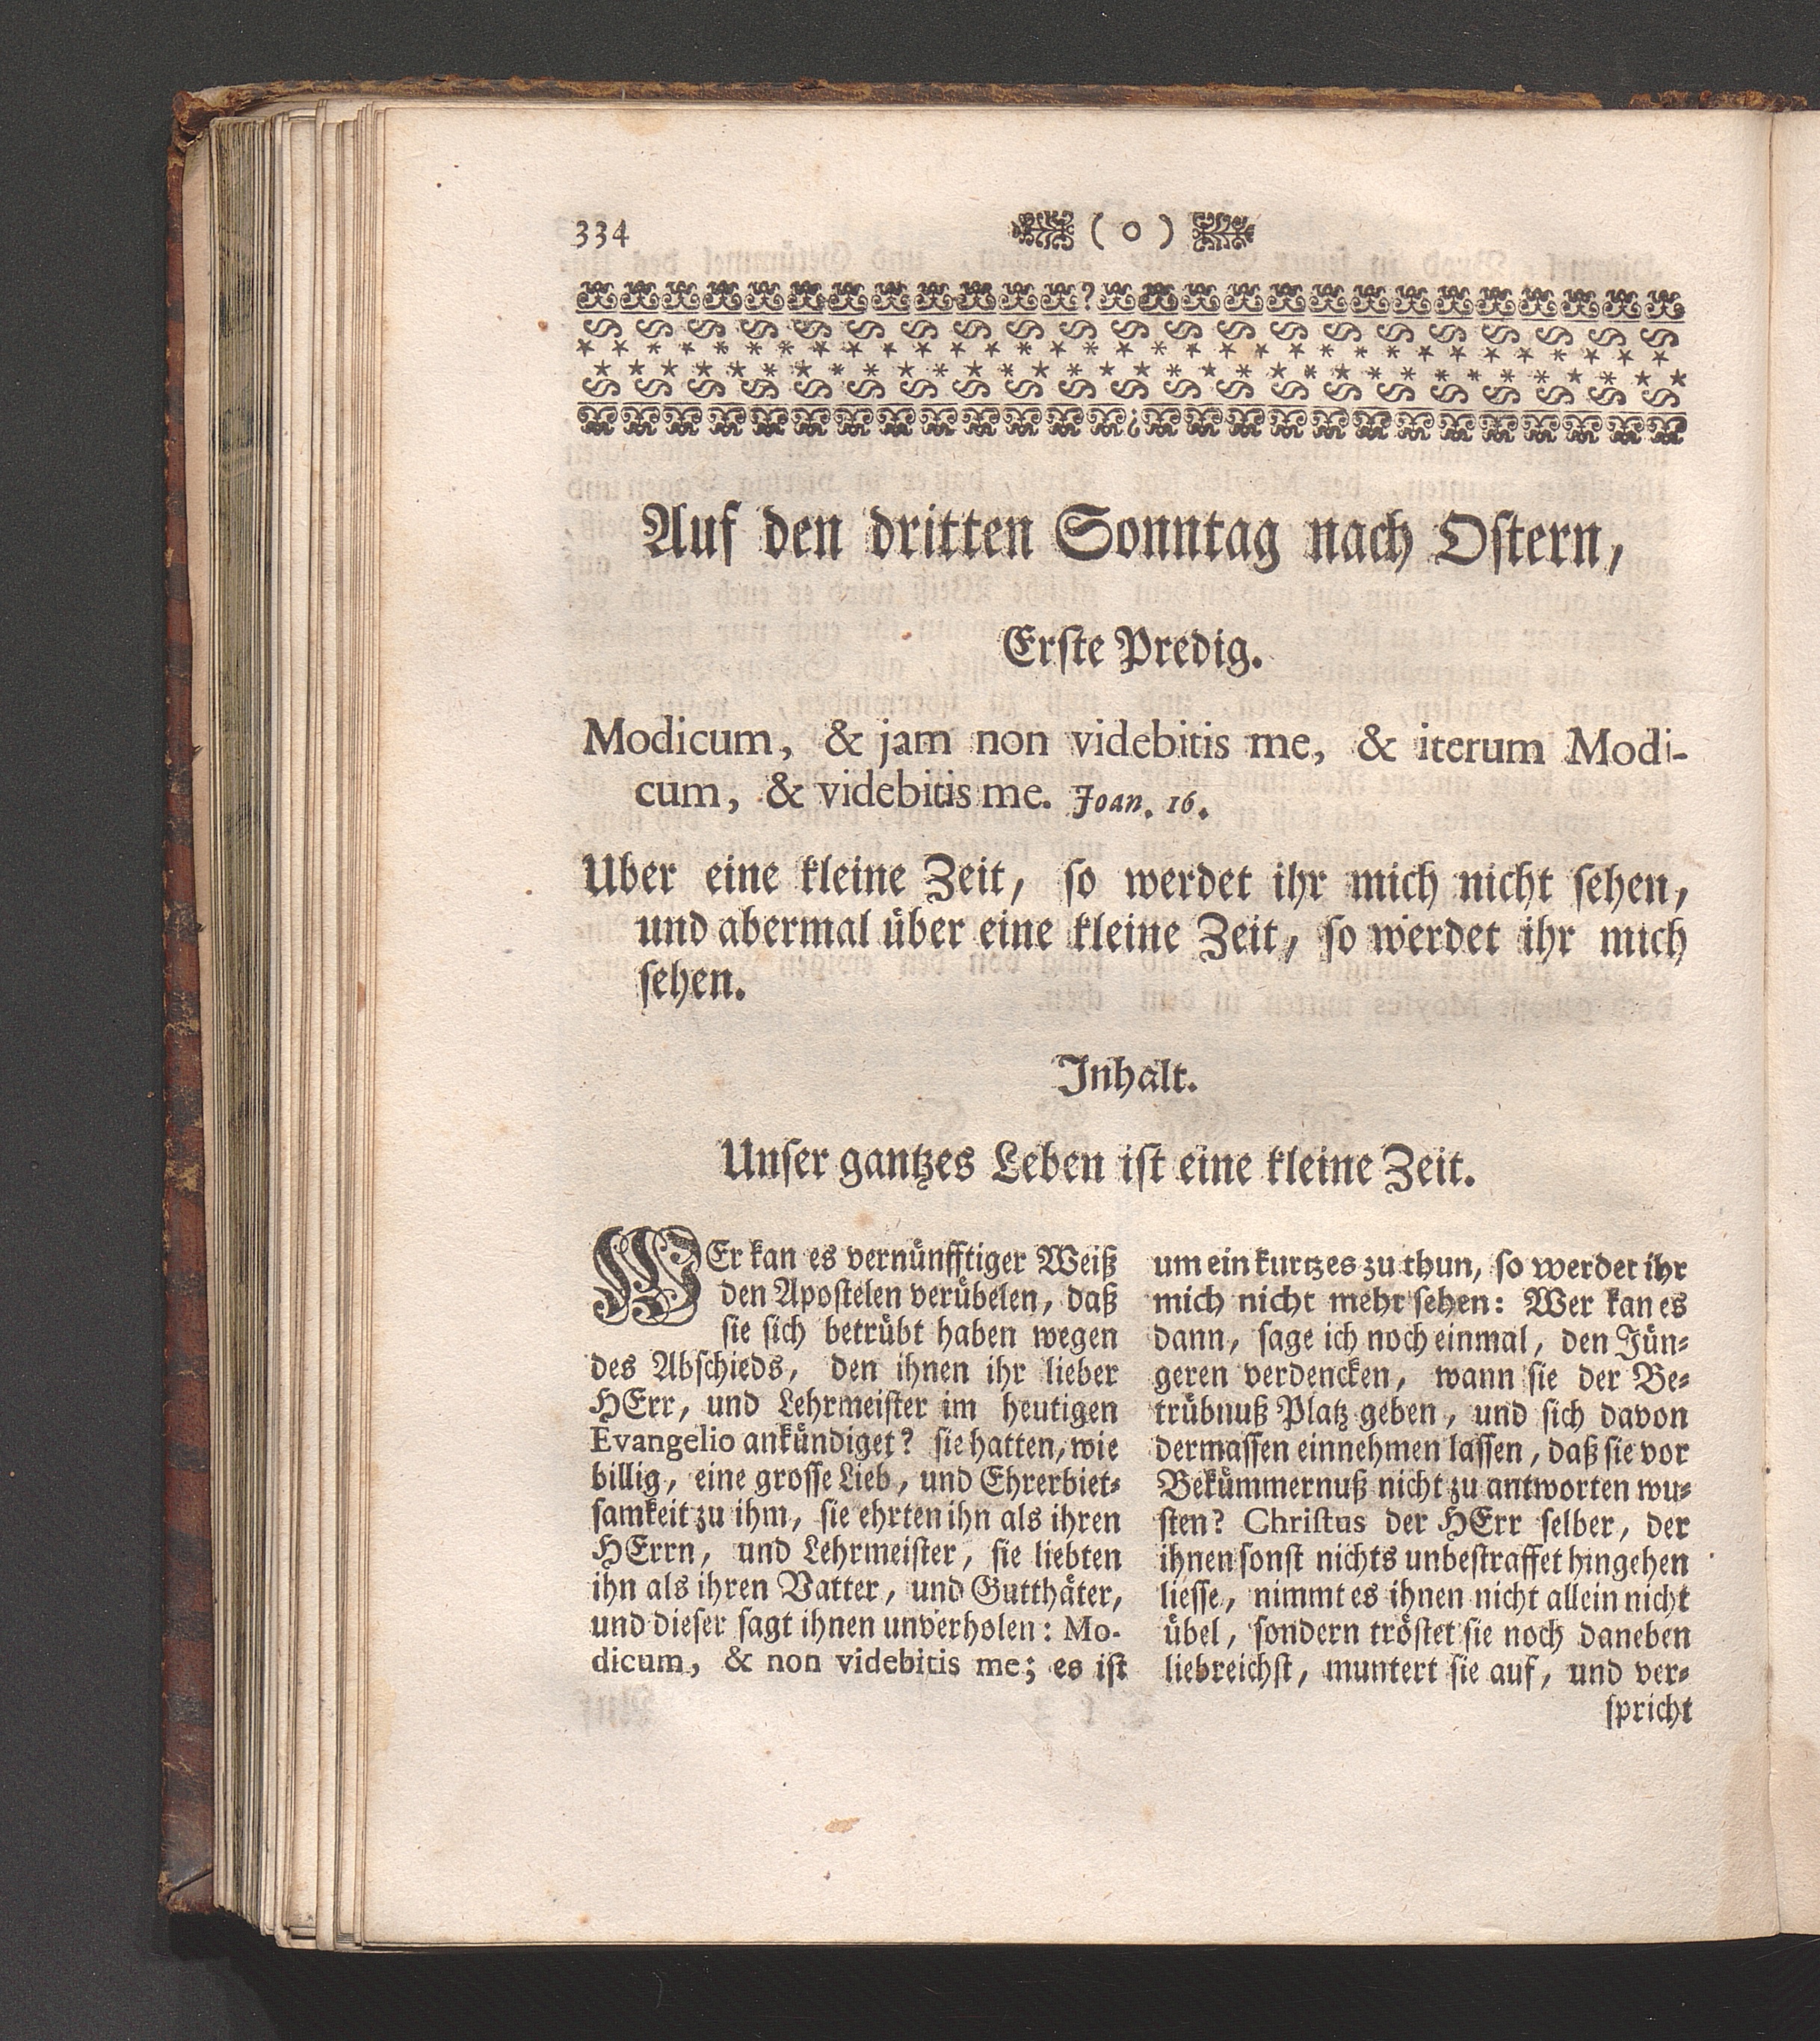 334
( o )
Auf den dritten Sonntag nach Ostern,
Erste Predig.
Modicum, & jam non videbitis me, & iterum Modi-
cum, & videbitis me. Joan. 16.
Uber eine kleine Zeit, so werdet ihr mich nicht sehen,
und abermal über eine kleine Zeit, so werdet ihr mich
sehen.
Inhalt.
Unser gantzes Leben ist eine kleine Zeit.
WEr kan es vernünfftiger Weiß
den Apostelen verübelen, daß
sie sich betrübt haben wegen
des Abschieds, den ihnen ihr lieber
HErr, und Lehrmeister im heutigen
Evangelio ankündiget? sie hatten, wie
billig, eine grosse Lieb, und Ehrerbiet-
samkeit zu ihm, sie ehrten ihn als ihren
HErrn, und Lehrmeister, sie liebten
ihn als ihren Vatter, und Gutthäter,
und dieser sagt ihnen unverholen: Mo-
dicum, & non videbitis me; es ist
um ein kurtzes zu thun, so werdet ihr
mich nicht mehr sehen: Wer kan es
dann, sage ich noch einmal, den Jün-
geren verdencken, wann sie der Be-
trübnuß Platz geben, und sich davon
dermassen einnehmen lassen, daß sie vor
Bekümmernuß nicht zu antworten wu-
sten? Christus der HErr selber, der
ihnen sonst nichts unbestraffet hingehen
liesse, nimmt es ihnen nicht allein nicht
übel, sondern tröstet sie noch daneben
liebreichst, muntert sie auf, und ver-
spricht